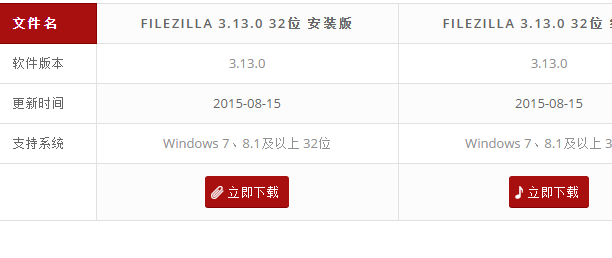 文件名 FILEZILLA 3.13.0 32位 安装版 FILEZILLA 3.13.0 32位
软件版本 3.13.0 3.13.0
更新时间 2015-08-15 2015-08-15
支持系统 Windows 7、8.1及以上 32位 Windows 7、8.1及以上 3
立即下载 立即下载